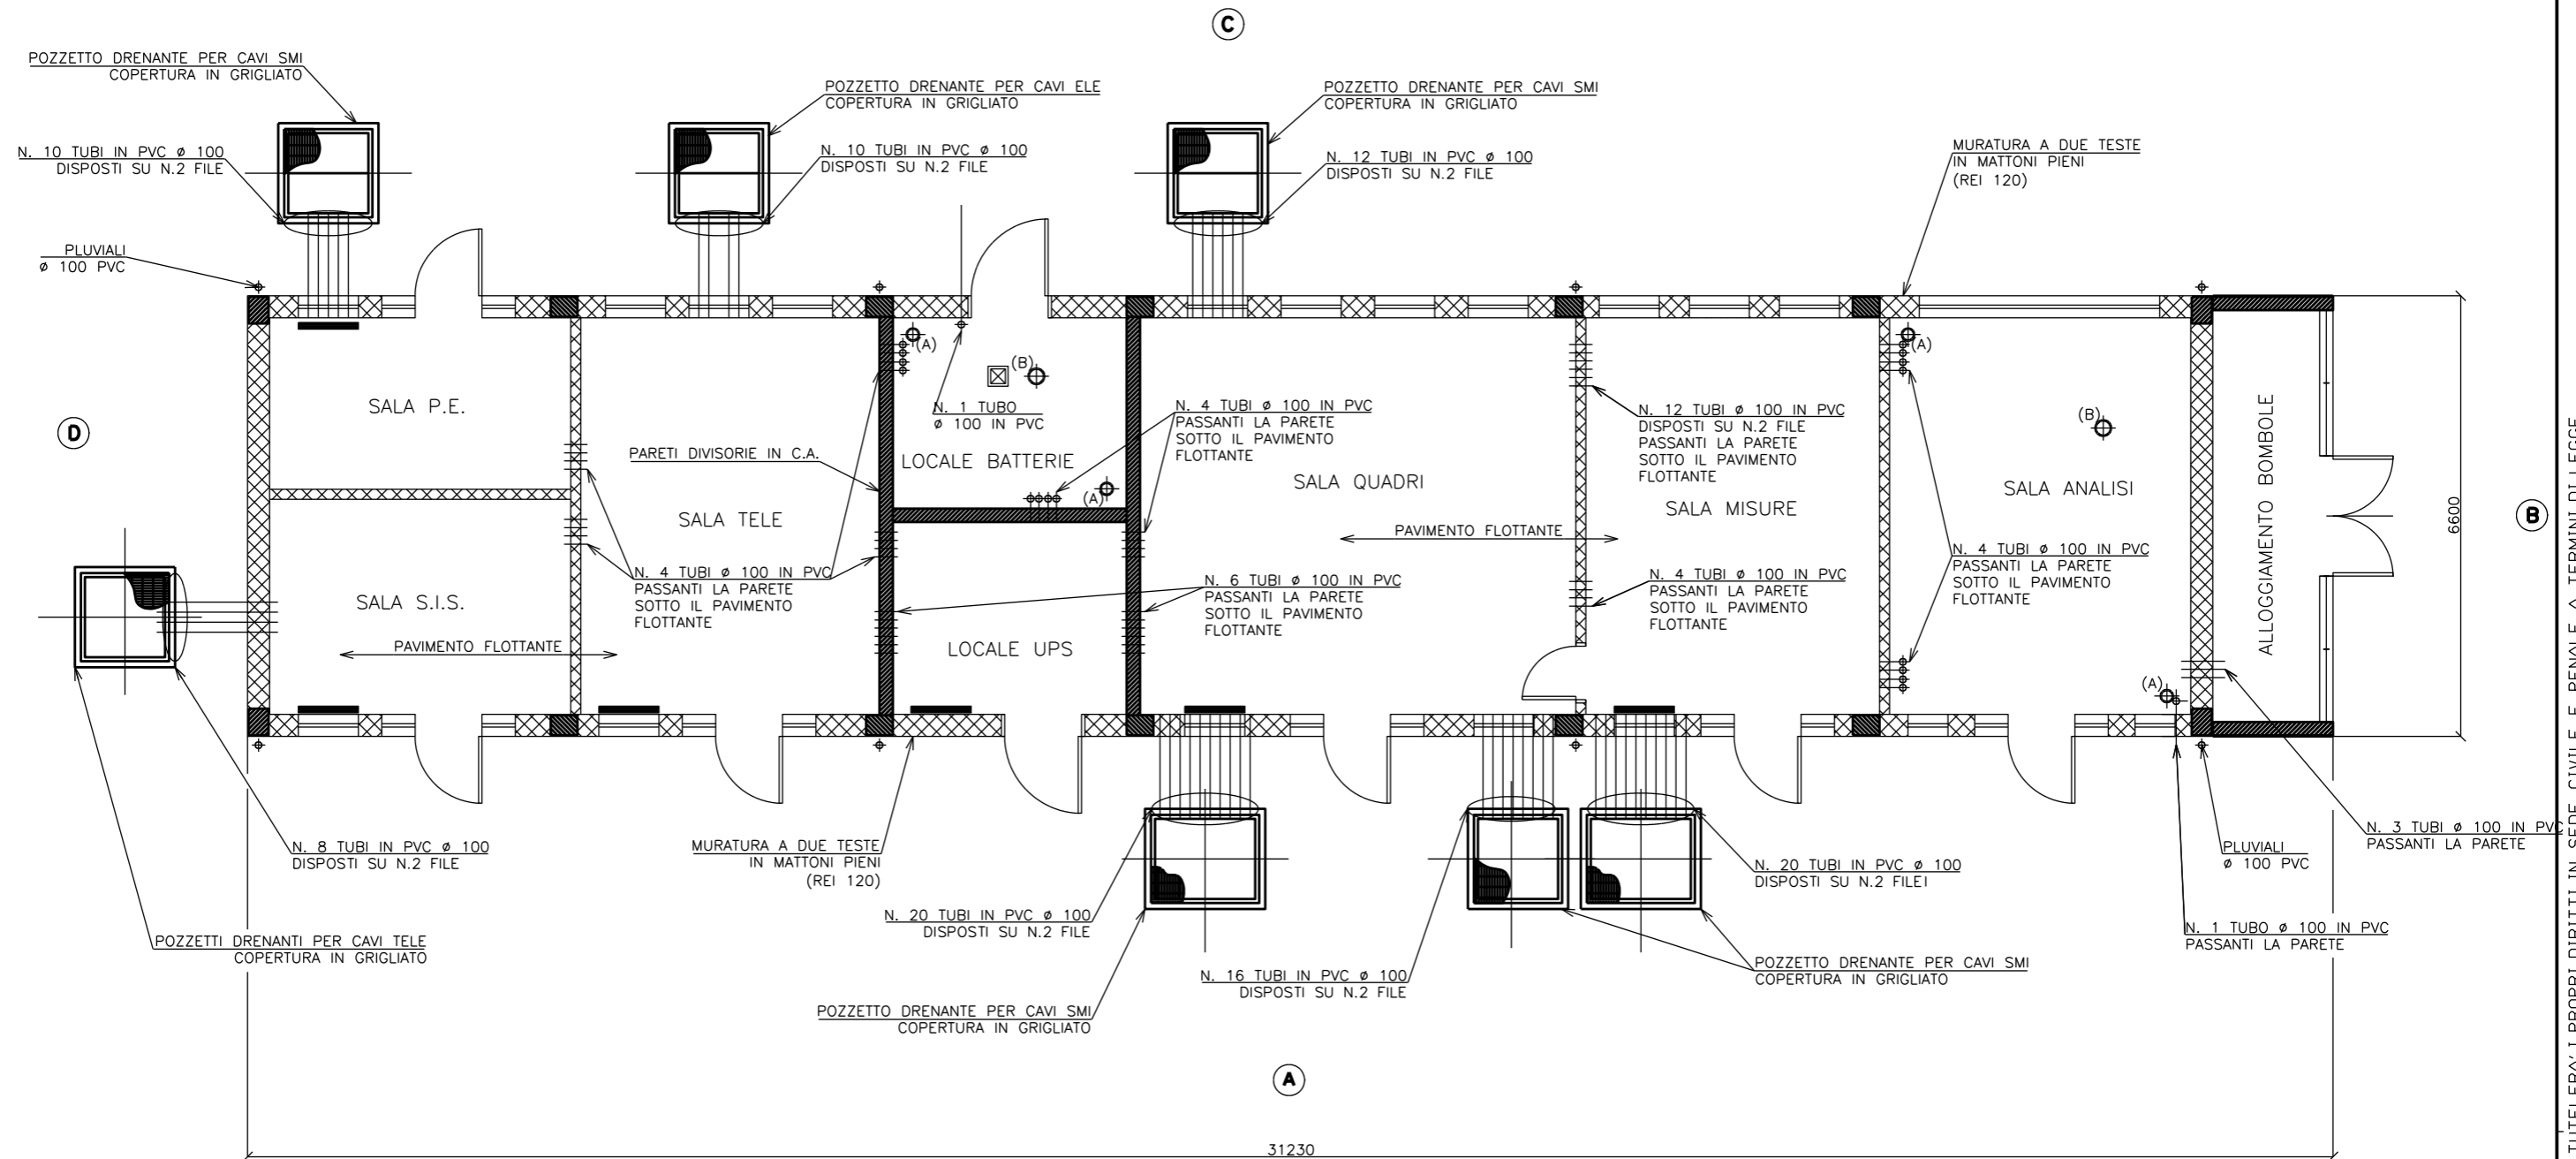 C
POZZETTO DRENANTE PER CAVI SMI
COPERTURA IN GRIGLIATO
POZZETTO DRENANTE PER CAVI ELE
COPERTURA IN GRIGLIATO
POZZETTO DRENANTE PER CAVI SMI
COPERTURA IN GRIGLIATO
N. 10 TUBI IN PVC ø 100
DISPOSTI SU N.2 FILE
N. 10 TUBI IN PVC ø 100
DISPOSTI SU N.2 FILE
N. 12 TUBI IN PVC ø 100
DISPOSTI SU N.2 FILE
MURATURA A DUE TESTE
IN MATTONI PIENI
(REI 120)
PLUVIALI
ø 100 PVC
(A)
(B)
(A)
SALA P.E.
N. 1 TUBO
ø 100 IN PVC
N. 4 TUBI ø 100 IN PVC
PASSANTI LA PARETE
SOTTO IL PAVIMENTO
FLOTTANTE
N. 12 TUBI ø 100 IN PVC
DISPOSTI SU N.2 FILE
PASSANTI LA PARETE
SOTTO IL PAVIMENTO
FLOTTANTE
(B)
D
PARETI DIVISORIE IN C.A.
LOCALE BATTERIE
(A)
SALA QUADRI
SALA MISURE
SALA ANALISI
ALLOGGIAMENTO BOMBOLE
6600
B
SALA TELE
PAVIMENTO FLOTTANTE
N. 4 TUBI ø 100 IN PVC
PASSANTI LA PARETE
SOTTO IL PAVIMENTO
FLOTTANTE
N. 6 TUBI ø 100 IN PVC
PASSANTI LA PARETE
SOTTO IL PAVIMENTO
FLOTTANTE
N. 4 TUBI ø 100 IN PVC
PASSANTI LA PARETE
SOTTO IL PAVIMENTO
FLOTTANTE
N. 4 TUBI ø 100 IN PVC
PASSANTI LA PARETE
SOTTO IL PAVIMENTO
FLOTTANTE
SALA S.I.S.
PAVIMENTO FLOTTANTE
LOCALE UPS
(A)
N. 8 TUBI IN PVC ø 100
DISPOSTI SU N.2 FILE
MURATURA A DUE TESTE
IN MATTONI PIENI
(REI 120)
N. 20 TUBI IN PVC ø 100
DISPOSTI SU N.2 FILEI
PLUVIALI
ø 100 PVC
N. 3 TUBI ø 100 IN PVC
PASSANTI LA PARETE
POZZETTI DRENANTI PER CAVI TELE
COPERTURA IN GRIGLIATO
N. 20 TUBI IN PVC ø 100
DISPOSTI SU N.2 FILE
N. 1 TUBO ø 100 IN PVC
PASSANTI LA PARETE
N. 16 TUBI IN PVC ø 100
DISPOSTI SU N.2 FILE
POZZETTO DRENANTE PER CAVI SMI
COPERTURA IN GRIGLIATO
POZZETTO DRENANTE PER CAVI SMI
COPERTURA IN GRIGLIATO
A
31230
TUTELERA' I PROPRI DIRITTI IN SEDE CIVILE E PENALE A TERMINI DI LEGGE